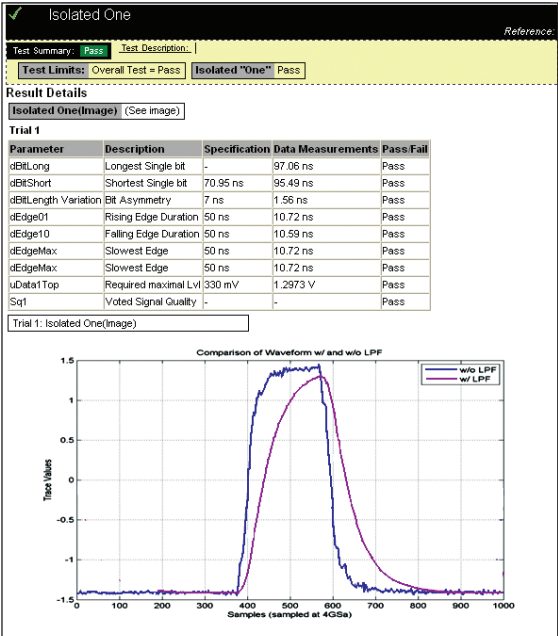 Isolated One
Reference:
Test Summary: Pass Test Description:
Test Limits: Overall Test = Pass Isolated "One" Pass
Result Details
Isolated One(Image) (See image)
Trial 1
Parameter Description Specification Data Measurements Pass/Fail
dBitLong Longest Single bit - 97.06 ns Pass
dBitShort Shortest Single bit 70.95 ns 95.49 ns Pass
dBitLength Variation Bit Asymmetry 7 ns 1.56 ns Pass
dEdge01 Rising Edge Duration 50 ns 10.72 ns Pass
dEdge10 Falling Edge Duration 50 ns 10.59 ns Pass
dEdgeMax Slowest Edge 50 ns 10.72 ns Pass
dEdgeMax Slowest Edge 50 ns 10.72 ns Pass
uData1Top Required maximal Lvl 330 mV 1.2973 V Pass
Sq1 Voted Signal Quality - - Pass
Trial 1: Isolated One(Image)
Comparison of Waveform w/ and w/o LPF
w/o LPF
w/ LPF
1.5
1
0.5
0
-0.5
-1
-1.5
Trace Values
0 100 200 300 400 500 600 700 800 900 1000
Samples (sampled at 4GSa)